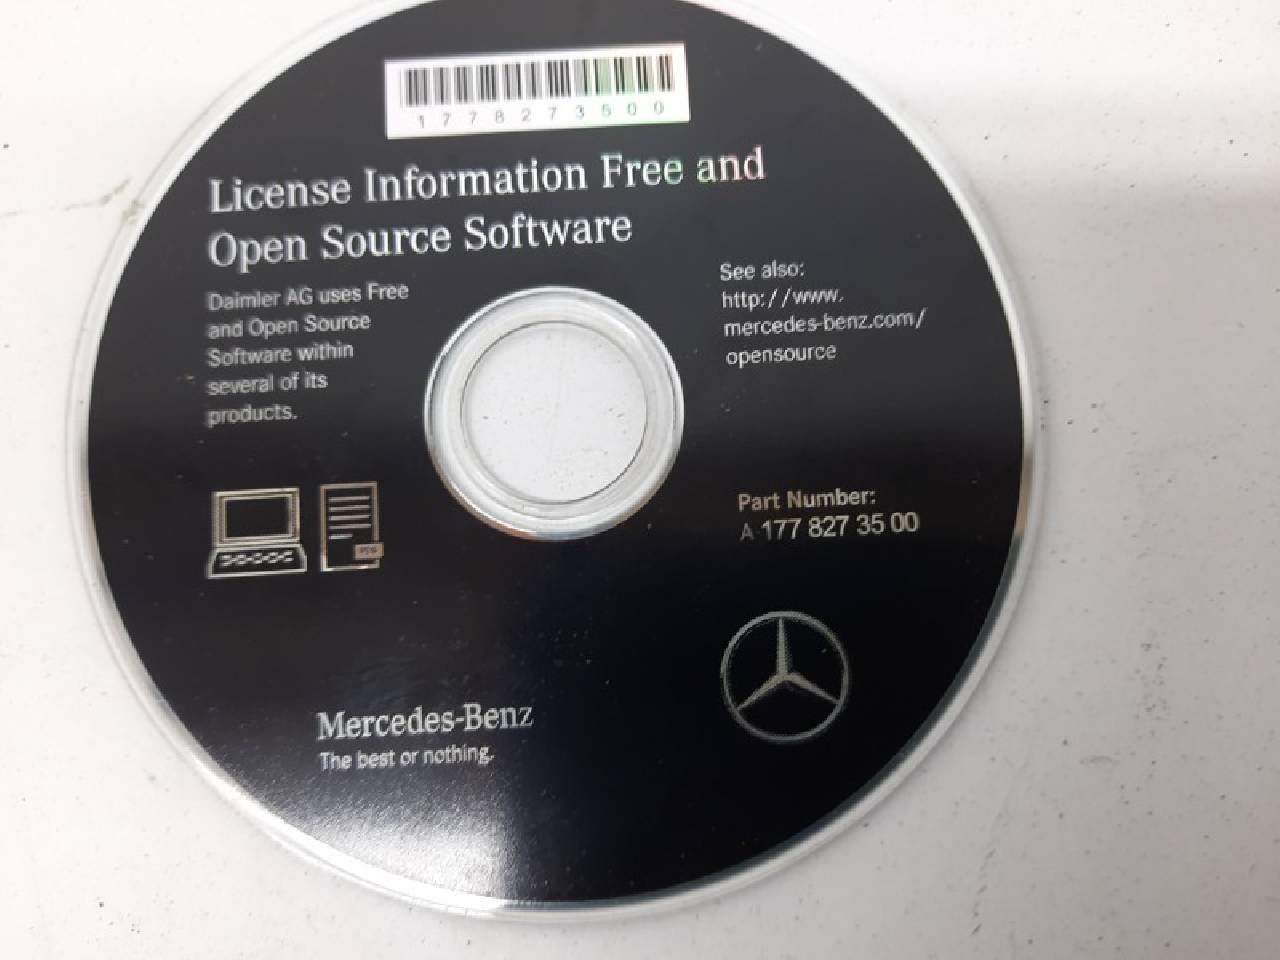 1778273500
License Information Free and
Open Source Software
Daimler AG uses Free
and Open Source
Software within
several of its
products.
See also:
http://www.
mercedes-benz.com/
opensource
PDF
Part Number:
A 177 827 35 00
Mercedes-Benz
The best or nothing.